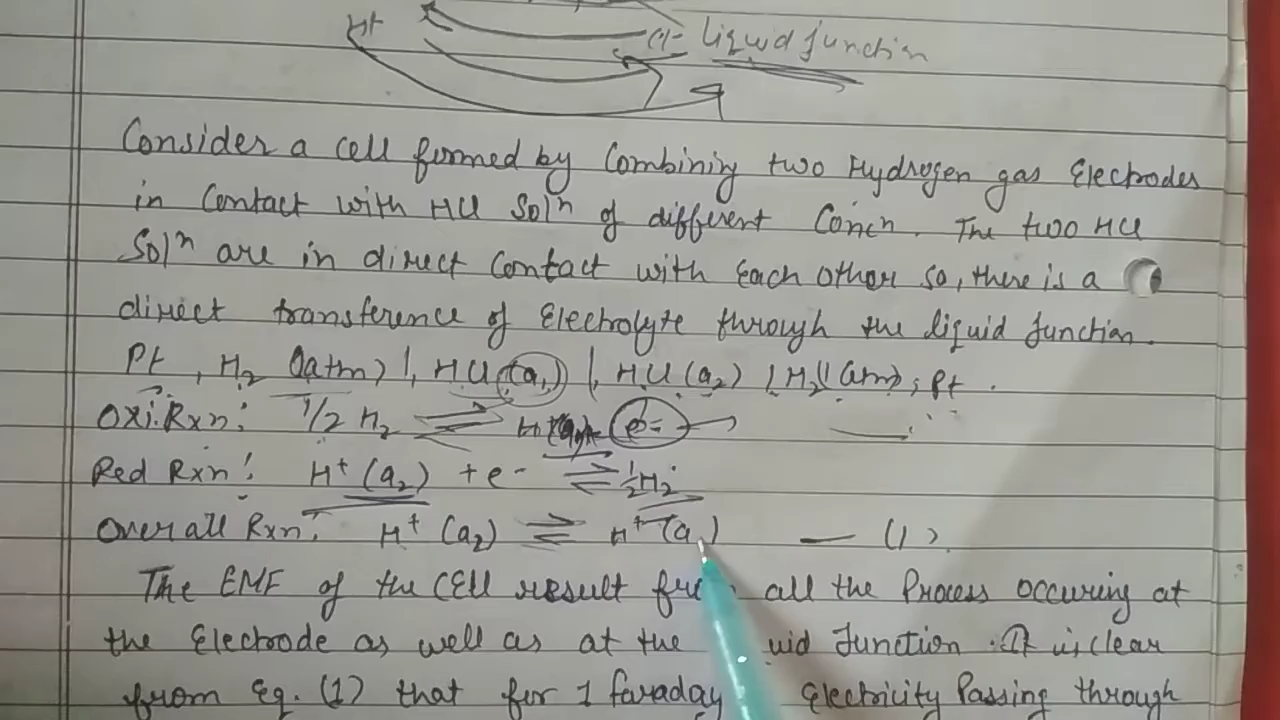 H+ Cl- liquid junction
Consider a cell formed by Combining two Hydrogen gas Electrodes
in Contact with HCl Solⁿ of different Concⁿ. The two HCl
Solⁿ are in direct Contact with Each other so, there is a
direct transference of Electrolyte through the liquid junction.
Pt, H₂ (1atm) |, HCl (a₁) |, HCl (a₂) | H₂ (1atm), Pt.
Oxi. Rxn: 1/2 H₂ ⇌ e-
Red Rxn: H+ (a₂) + e- ⇌ 1/2 H₂
Overall Rxn: H+ (a₂) ⇌ H+ (a₁) — (1).
The EMF of the CEll result all the Process occuring at
the Electrode as well as at the Junction. It is clear
from Eq. (1) that for 1 faraday Electricity Passing through